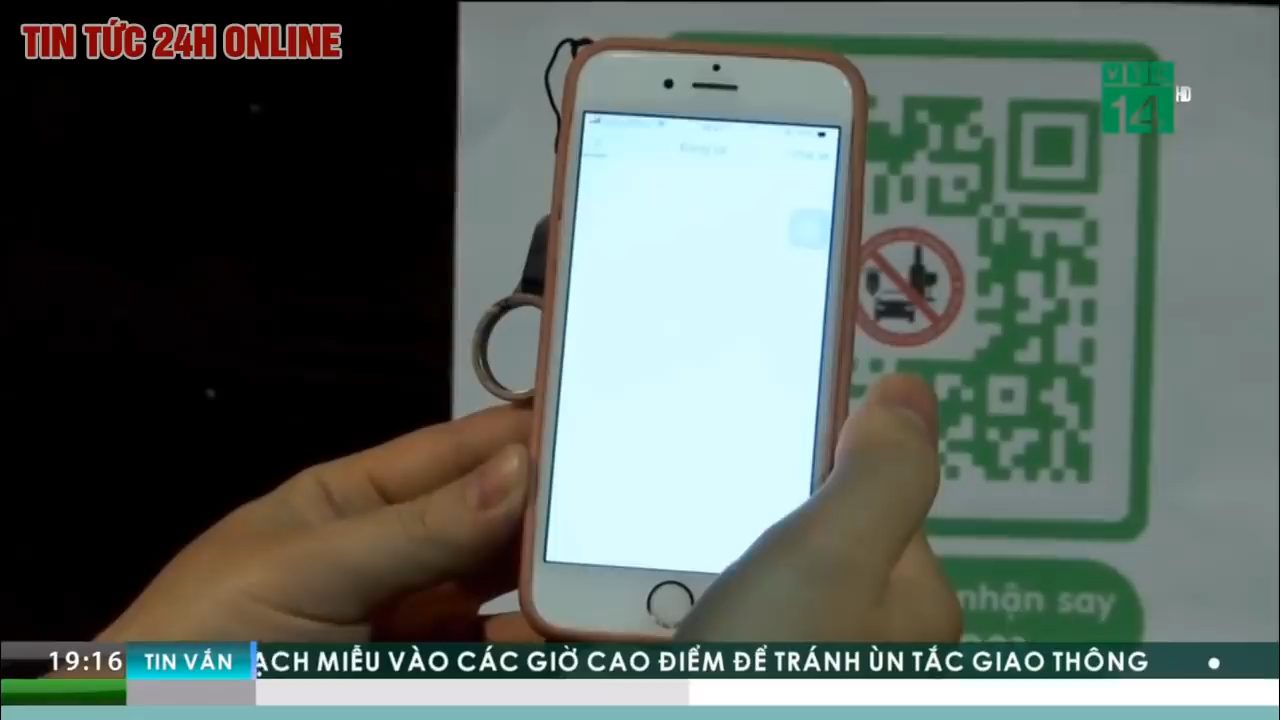 TIN TỨC 24H ONLINE
VTC
14
HD
nhận say
19:16
TIN VẮN
ẠCH MIỄU VÀO CÁC GIỜ CAO ĐIỂM ĐỂ TRÁNH ÙN TẮC GIAO THÔNG